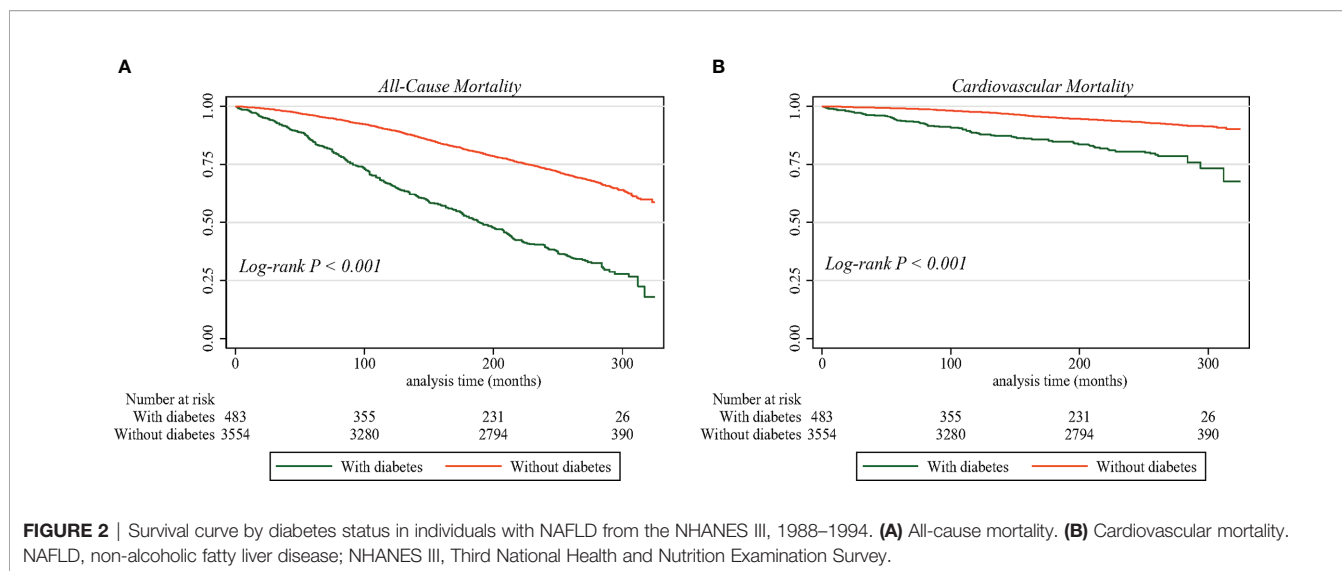 A
All-Cause Mortality
1.00
0.75
0.50
0.25
0.00
Log-rank P < 0.001
0 100 200 300
analysis time (months)
Number at risk
With diabetes 483 355 231 26
Without diabetes 3554 3280 2794 390
With diabetes Without diabetes
B
Cardiovascular Mortality
1.00
0.75
0.50
0.25
0.00
Log-rank P < 0.001
0 100 200 300
analysis time (months)
Number at risk
With diabetes 483 355 231 26
Without diabetes 3554 3280 2794 390
With diabetes Without diabetes
FIGURE 2 | Survival curve by diabetes status in individuals with NAFLD from the NHANES III, 1988–1994. (A) All-cause mortality. (B) Cardiovascular mortality.
NAFLD, non-alcoholic fatty liver disease; NHANES III, Third National Health and Nutrition Examination Survey.